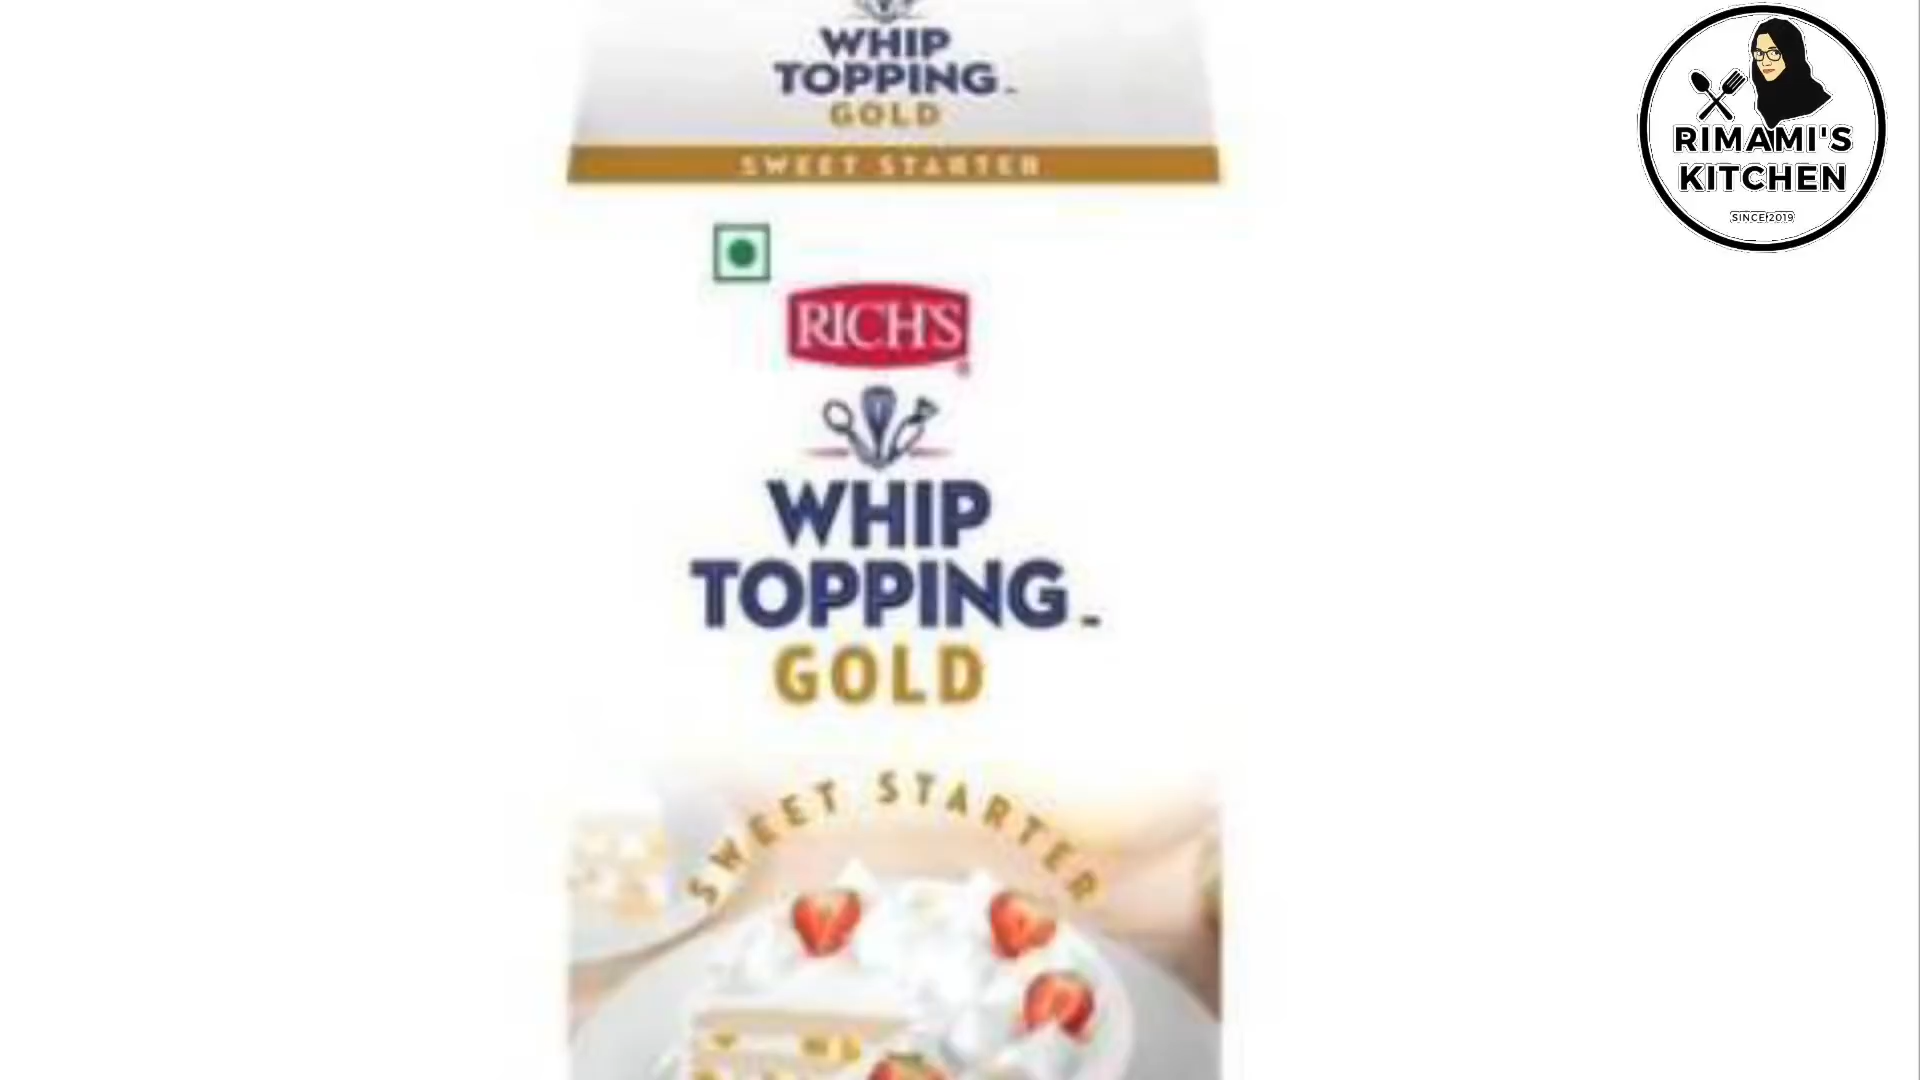 WHIP
TOPPING
GOLD
SWEET STARTER
RICH'S
WHIP
TOPPING
GOLD
SWEET STARTER
RIMAMI'S
KITCHEN
SINCE 2019